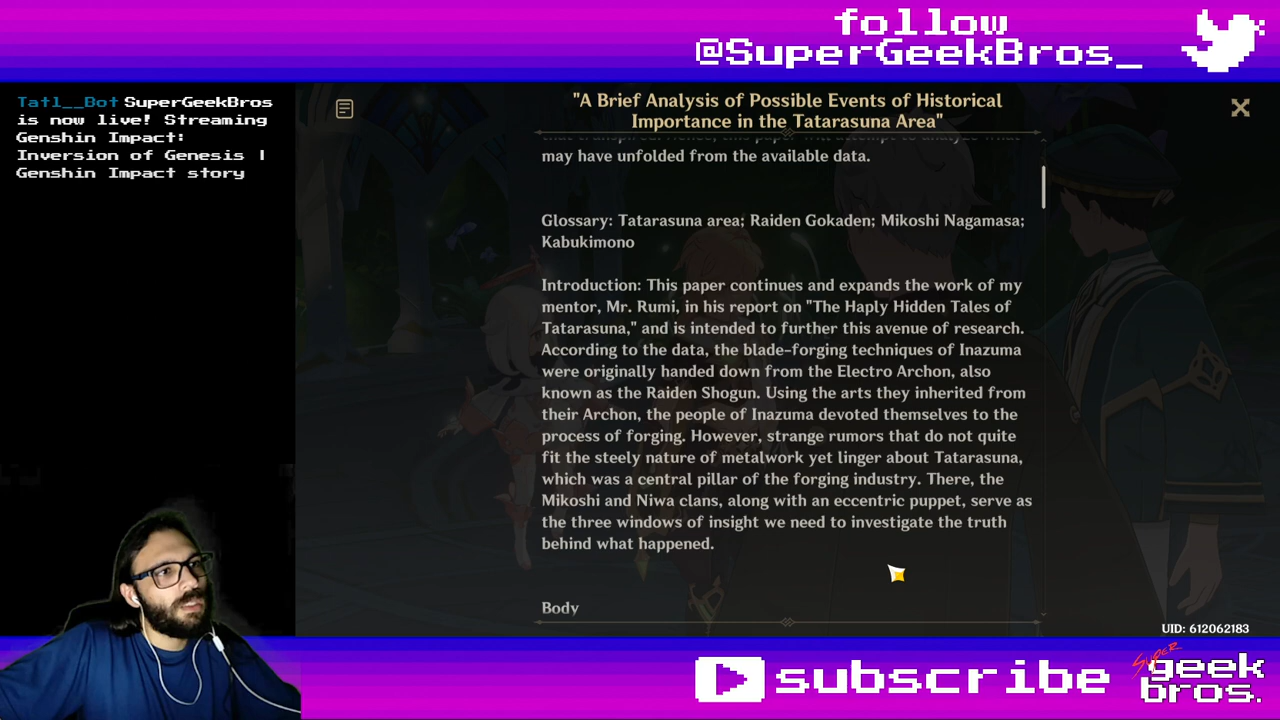 follow
@SuperGeekBros_
Tatl__Bot SuperGeekBros
is now live! Streaming
Genshin Impact:
Inversion of Genesis |
Genshin Impact story
"A Brief Analysis of Possible Events of Historical
Importance in the Tatarasuna Area"
may have unfolded from the available data.
Glossary: Tatarasuna area; Raiden Gokaden; Mikoshi Nagamasa;
Kabukimono
Introduction: This paper continues and expands the work of my
mentor, Mr. Rumi, in his report on "The Haply Hidden Tales of
Tatarasuna," and is intended to further this avenue of research.
According to the data, the blade-forging techniques of Inazuma
were originally handed down from the Electro Archon, also
known as the Raiden Shogun. Using the arts they inherited from
their Archon, the people of Inazuma devoted themselves to the
process of forging. However, strange rumors that do not quite
fit the steely nature of metalwork yet linger about Tatarasuna,
which was a central pillar of the forging industry. There, the
Mikoshi and Niwa clans, along with an eccentric puppet, serve as
the three windows of insight we need to investigate the truth
behind what happened.
Body
UID: 612062183
subscribe
SUPER
geek
bros.